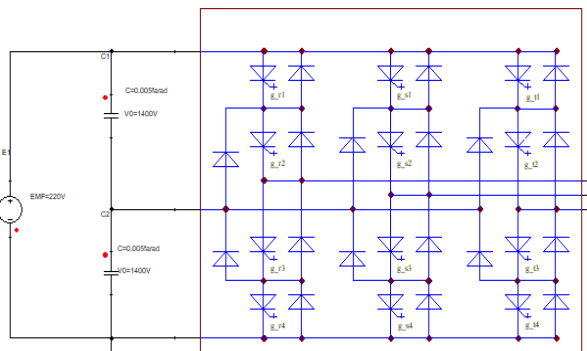 C1
C=0.005farad
g_r1
g_s1
g_t1
V0=1400V
E1
g_r2
g_s2
g_t2
EMF=220V
C2
C=0.005farad
V0=1400V
g_r3
g_s3
g_t3
g_r4
g_s4
g_t4